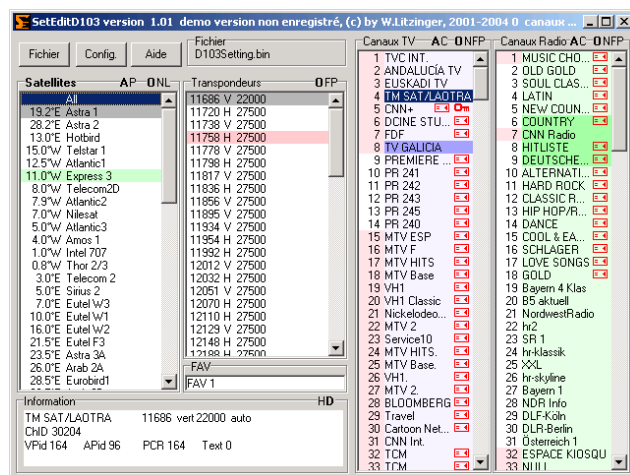 SetEditD103 version 1.01 demo version non enregistré, (c) by W.Litzinger, 2001-2004 0 canaux ...
Fichier
Config.
Aide
Fichier
D103Setting.bin
Satellites AP ONL
All
19.2°E Astra 1
28.2°E Astra 2
13.0°E Hotbird
15.0°W Telstar 1
12.5°W Atlantic1
11.0°W Express 3
8.0°W Telecom2D
7.9°W Atlantic2
7.0°W Nilesat
5.0°W Atlantic3
4.0°W Amos 1
1.0°W Intel 707
0.8°W Thor 2/3
3.0°E Telecom 2
5.0°E Sirius 2
7.0°E Eutel W3
10.0°E Eutel W1
16.0°E Eutel W2
21.5°E Eutel F3
23.5°E Astra 3A
26.0°E Arab 2A
28.5°E Eurobird1
Transpondeurs OFP
11686 V 22000
11720 H 27500
11738 V 27500
11758 H 27500
11778 V 27500
11798 H 27500
11817 V 27500
11836 H 27500
11856 V 27500
11895 V 27500
11934 V 27500
11954 H 27500
11992 H 27500
12012 V 27500
12032 H 27500
12051 V 27500
12070 H 27500
12110 H 27500
12129 V 27500
12148 H 27500
12188 H 27500
FAV
FAV 1
Canaux TV AC ONFP
1 TVC INT.
2 ANDALUCÍA TV
3 EUSKADI TV
4 TM SAT/LAOTRA
5 CNN+
6 DCINE STU...
7 FDF
8 TV GALICIA
9 PREMIERE ...
10 PR 241
11 PR 242
12 PR 243
13 PR 245
14 PR 240
15 MTV ESP
16 MTV F
17 MTV HITS
18 MTV Base
19 VH1
20 VH1 Classic
21 Nickelodeo...
22 MTV 2
23 Service10
24 MTV HITS.
25 MTV Base.
26 VH1.
27 MTV 2.
28 BLOOMBERG
29 Travel
30 Cartoon Net...
31 CNN Int.
32 TCM
33 TCM
Canaux Radio AC ONFP
1 MUSIC CHO...
2 OLD GOLD
3 SOUL CLAS...
4 LATIN
5 NEW COUN...
6 COUNTRY
7 CNN Radio
8 HITLISTE
9 DEUTSCHE...
10 ALTERNATI...
11 HARD ROCK
12 CLASSIC R...
13 HIP HOP/R...
14 DANCE
15 COOL & EA...
16 SCHLAGER
17 LOVE SONGS
18 GOLD
19 Bayern 4 Klas
20 B5 aktuell
21 NordwestRadio
22 hr2
23 SR 1
24 hr-klassik
25 XXL
26 hr-skyline
27 Bayern 1
28 NDR Info
29 DLF-Köln
30 DLR-Berlin
31 Österreich 1
32 ESPACE KIOSQU
33 NULL
Information HD
TM SAT/LAOTRA 11686 vert 22000 auto
ChID 30204
VPid 164 APid 96 PCR 164 Text 0